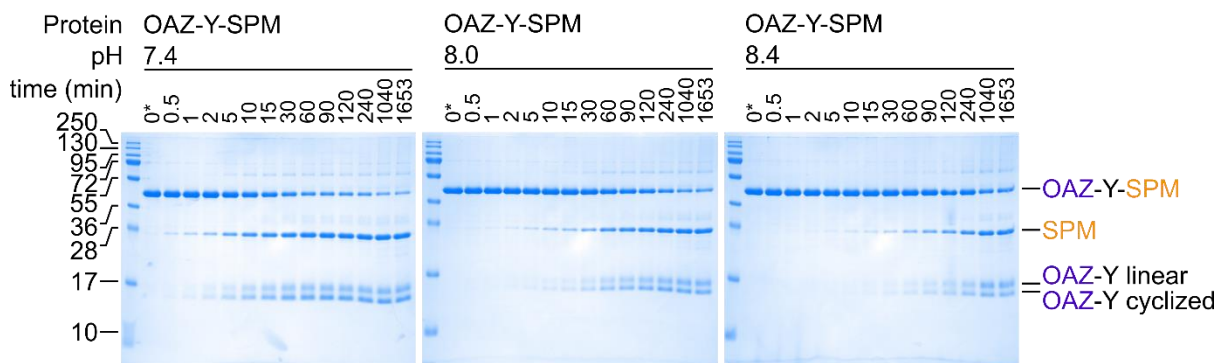 Protein OAZ-Y-SPM OAZ-Y-SPM OAZ-Y-SPM
pH 7.4 8.0 8.4
time (min) 0* 0.5 1 2 5 10 15 30 60 90 120 240 1040 1653 0* 0.5 1 2 5 10 15 30 60 90 120 240 1040 1653 0* 0.5 1 2 5 10 15 30 60 90 120 240 1040 1653
250
130
95
72
55
36
28
17
10
OAZ-Y-SPM
SPM
OAZ-Y linear
OAZ-Y cyclized